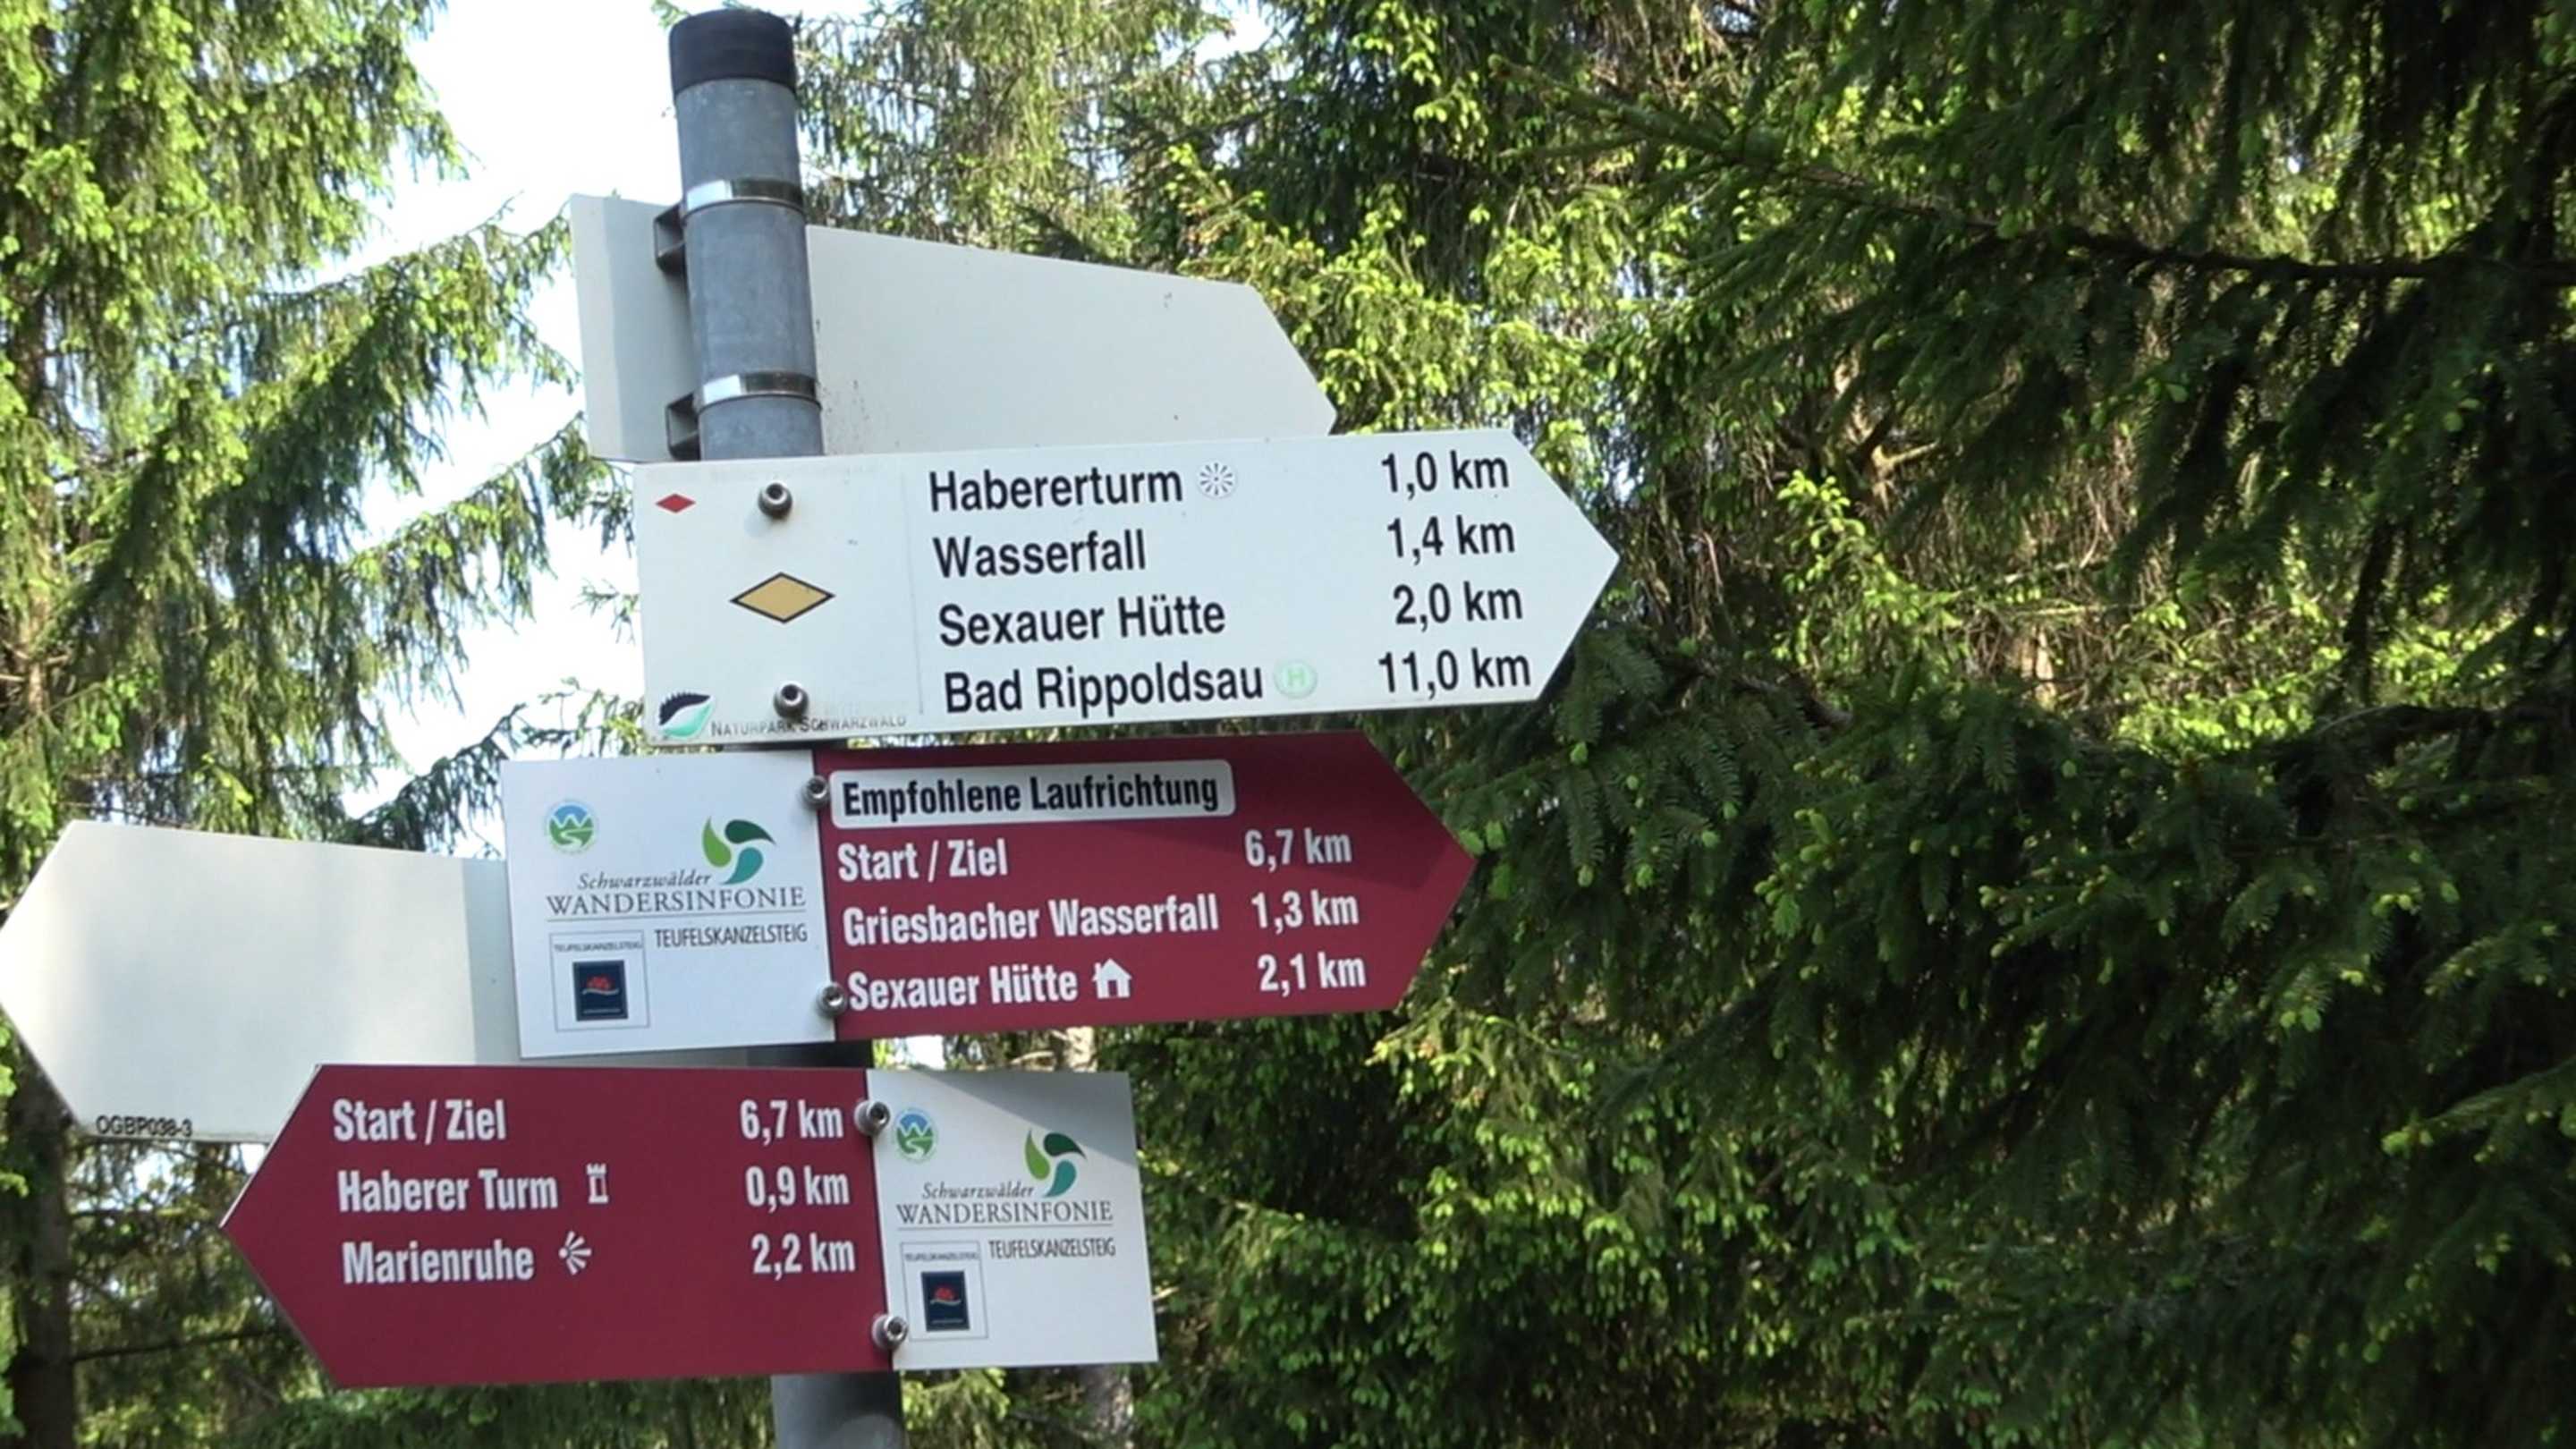 Habererturm 1,0 km
Wasserfall 1,4 km
Sexauer Hütte 2,0 km
Bad Rippoldsau H 11,0 km
NATURPARK SCHWARZWALD
Empfohlene Laufrichtung
Start / Ziel 6,7 km
Griesbacher Wasserfall 1,3 km
Sexauer Hütte 2,1 km
Schwarzwälder
WANDERSINFONIE
TEUFELSKANZELSTEIG
TEUFELSKANZELSTEIG
OGBP038-3
Start / Ziel 6,7 km
Haberer Turm 0,9 km
Marienruhe 2,2 km
Schwarzwälder
WANDERSINFONIE
TEUFELSKANZELSTEIG
TEUFELSKANZELSTEIG